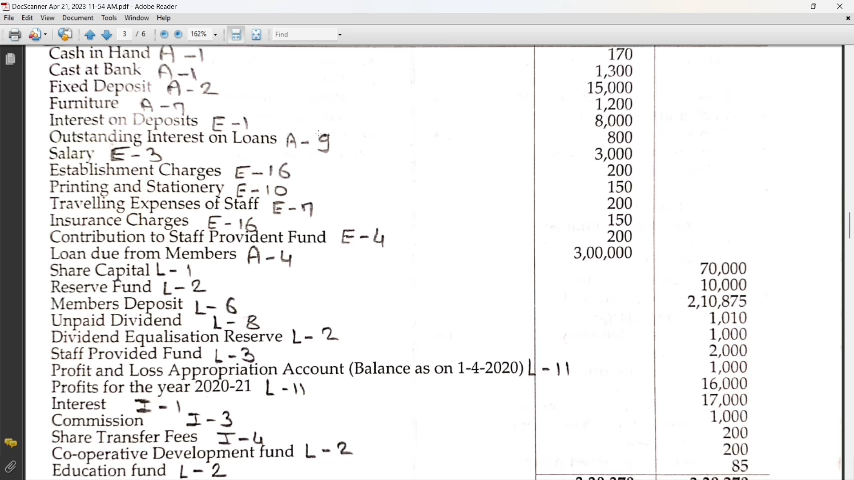 DocScanner Apr 21, 2023 11-54 AM.pdf - Adobe Reader
File Edit View Document Tools Window Help
3 / 6 162% Find
Cash in Hand A - 1 170
Cast at Bank A - 1 1,300
Fixed Deposit A - 2 15,000
Furniture A - 7 1,200
Interest on Deposits E - 1 8,000
Outstanding Interest on Loans A - 9 800
Salary E - 3 3,000
Establishment Charges E - 16 200
Printing and Stationery E - 10 150
Travelling Expenses of Staff E - 7 200
Insurance Charges E - 16 150
Contribution to Staff Provident Fund E - 4 200
Loan due from Members A - 4 3,00,000
Share Capital L - 1 70,000
Reserve Fund L - 2 10,000
Members Deposit L - 6 2,10,875
Unpaid Dividend L - 8 1,010
Dividend Equalisation Reserve L - 2 1,000
Staff Provided Fund L - 3 2,000
Profit and Loss Appropriation Account (Balance as on 1-4-2020) L - 11 1,000
Profits for the year 2020-21 L - 11 16,000
Interest I - 1 17,000
Commission I - 3 1,000
Share Transfer Fees I - 4 200
Co-operative Development fund L - 2 200
Education fund L - 2 85